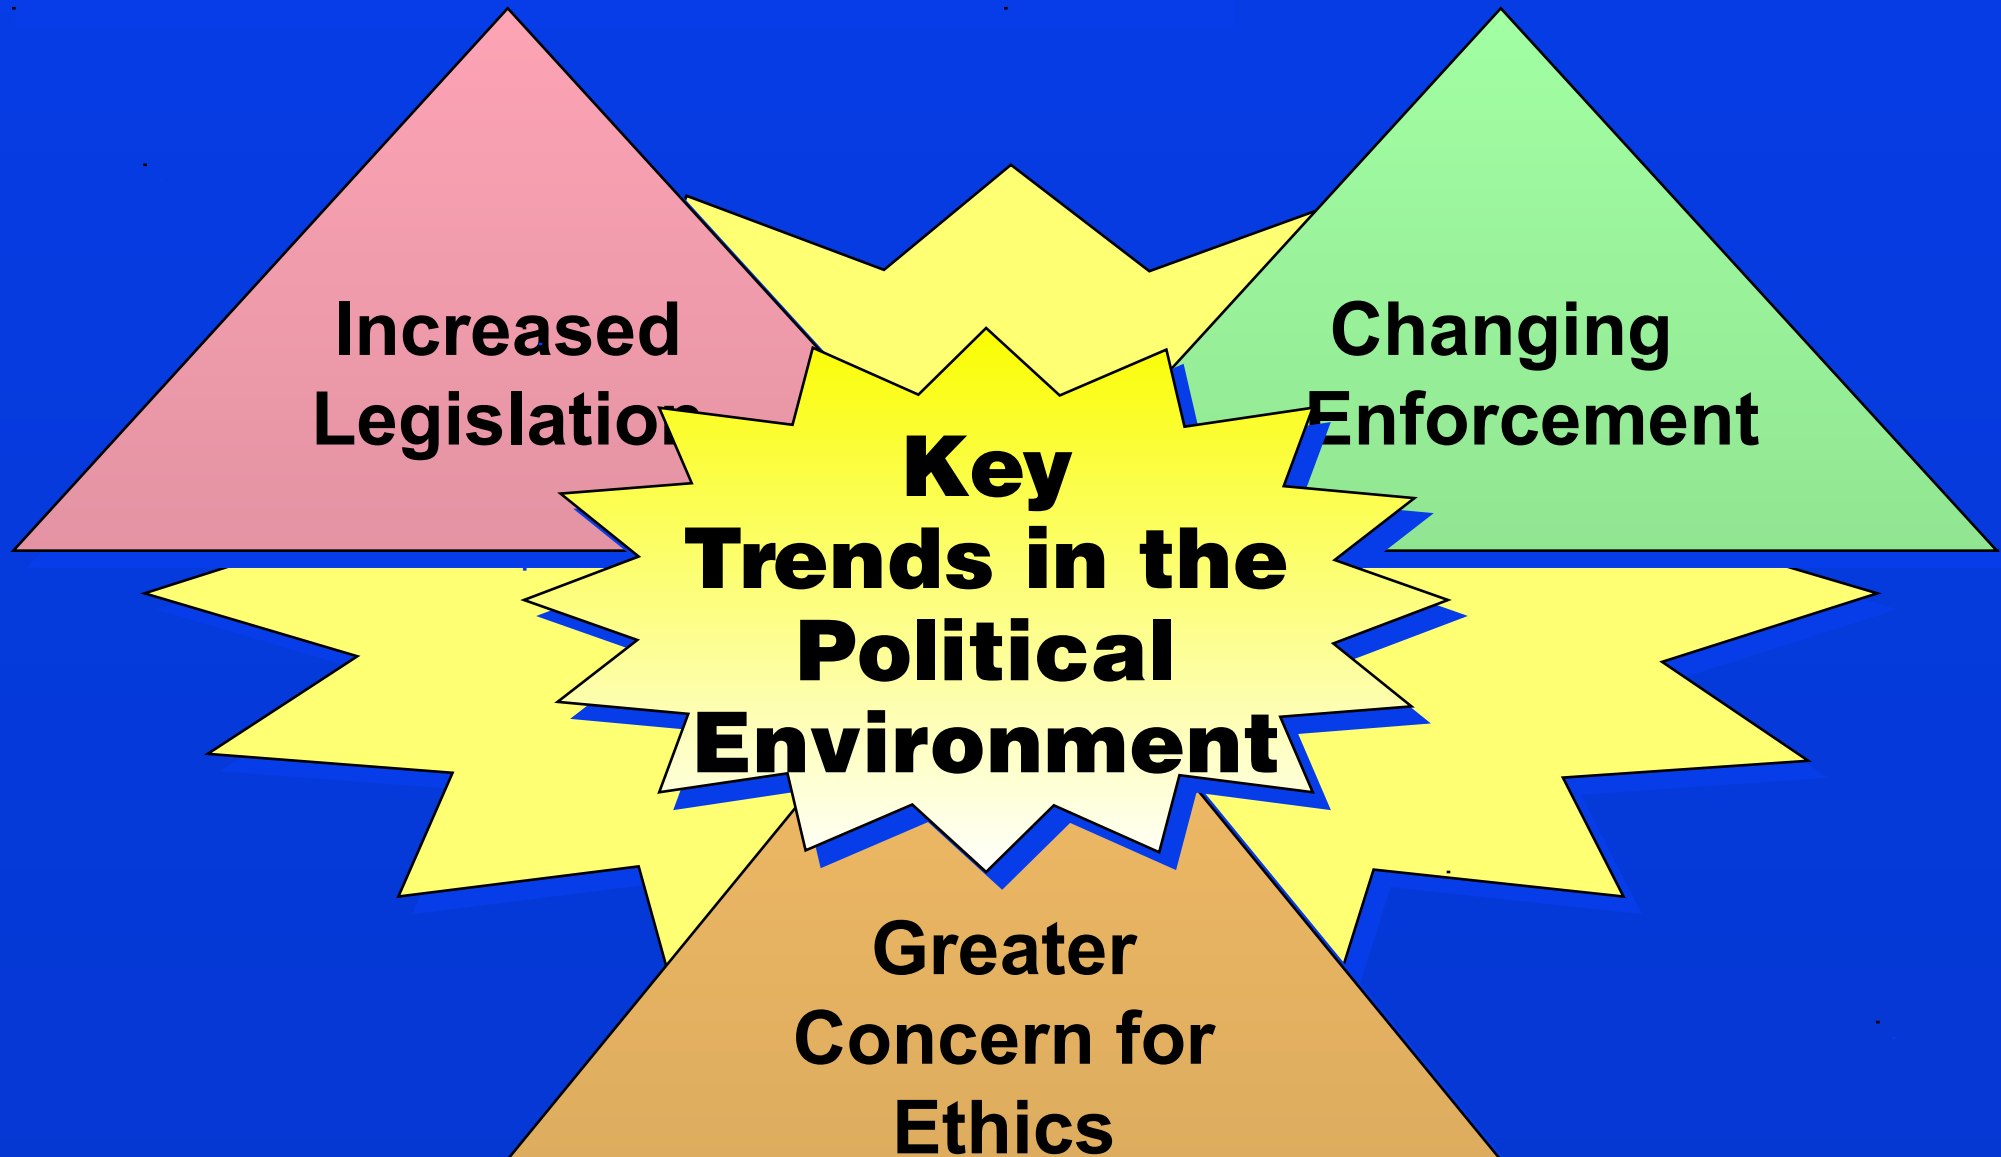 Increased
Legislation
Changing
Enforcement
Key
Trends in the
Political
Environment
Greater
Concern for
Ethics